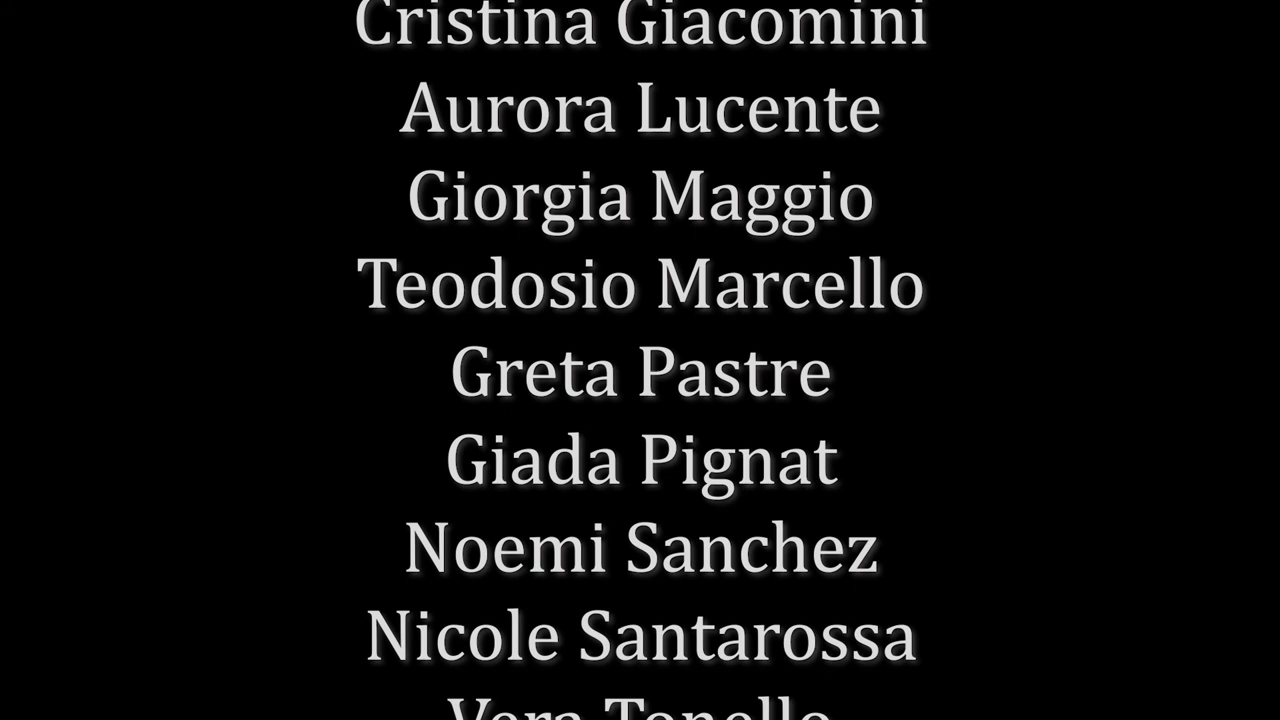 Cristina Giacomini
Aurora Lucente
Giorgia Maggio
Teodosio Marcello
Greta Pastre
Giada Pignat
Noemi Sanchez
Nicole Santarossa
Vera Tonello